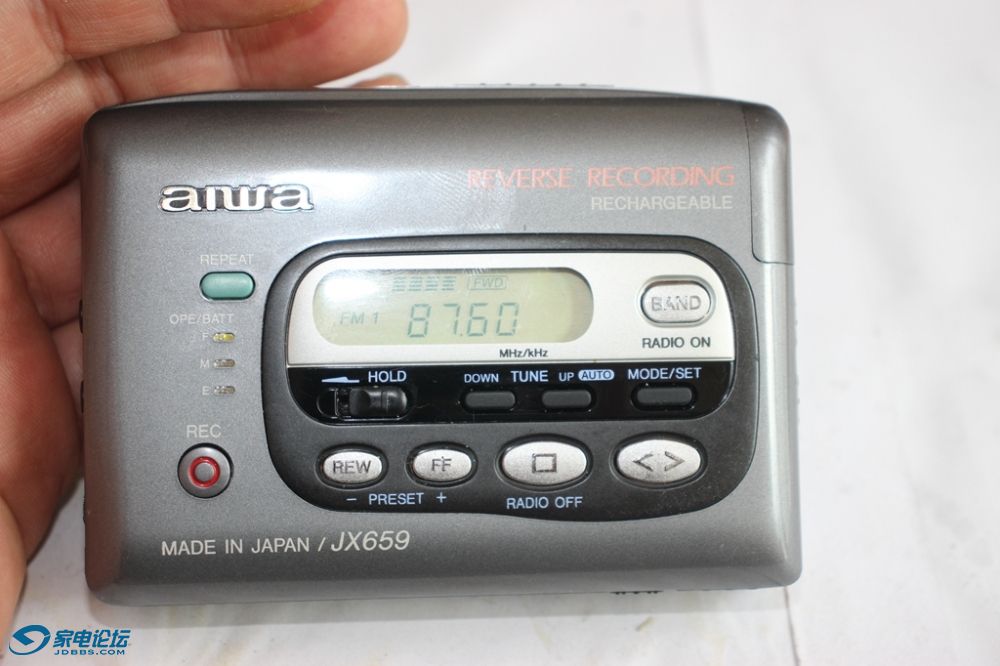 aiwa
REVERSE RECORDING
RECHARGEABLE
REPEAT
OPE/BATT
F
M
E
FWD
FM 1 87.60
MHz/kHz
BAND
RADIO ON
HOLD
DOWN TUNE UP AUTO
MODE/SET
REC
REW
FF
< >
- PRESET +
RADIO OFF
MADE IN JAPAN / JX659
家电论坛
JDBBS.COM